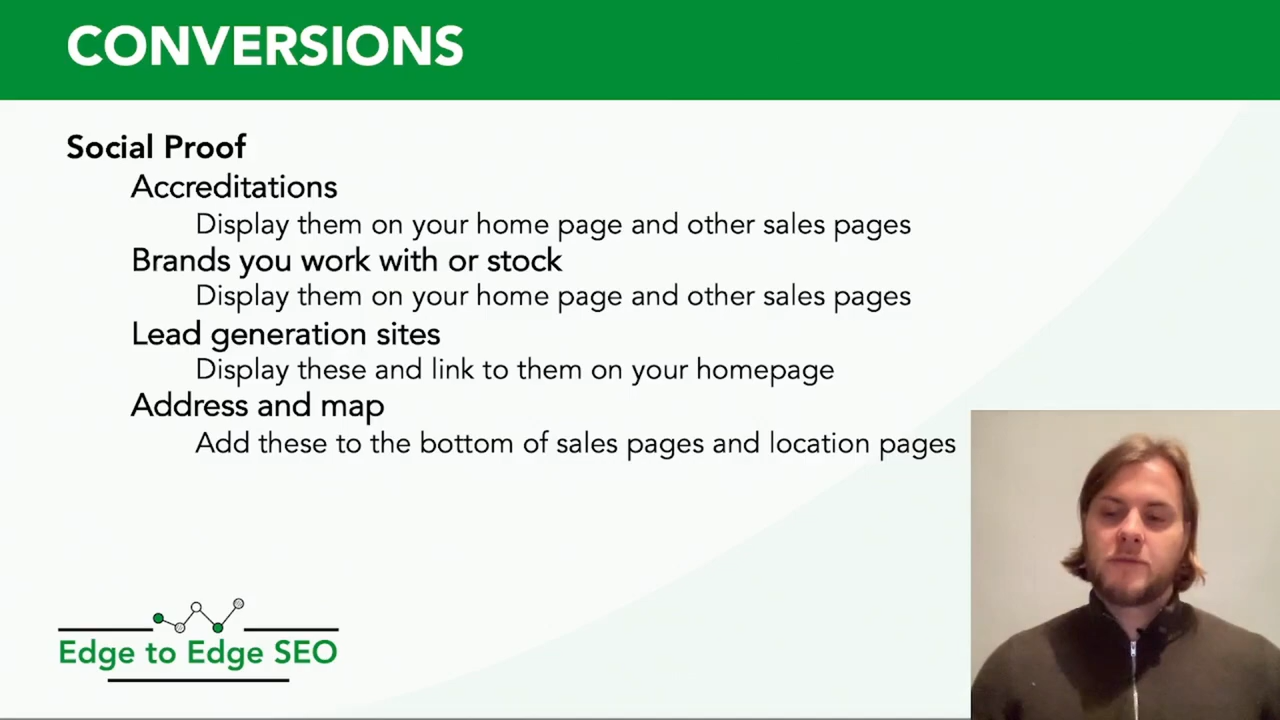 CONVERSIONS
Social Proof
Accreditations
Display them on your home page and other sales pages
Brands you work with or stock
Display them on your home page and other sales pages
Lead generation sites
Display these and link to them on your homepage
Address and map
Add these to the bottom of sales pages and location pages
Edge to Edge SEO